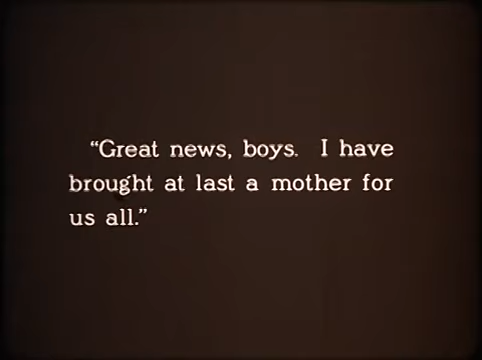 “Great news, boys.  I have
brought at last a mother for
us all.”